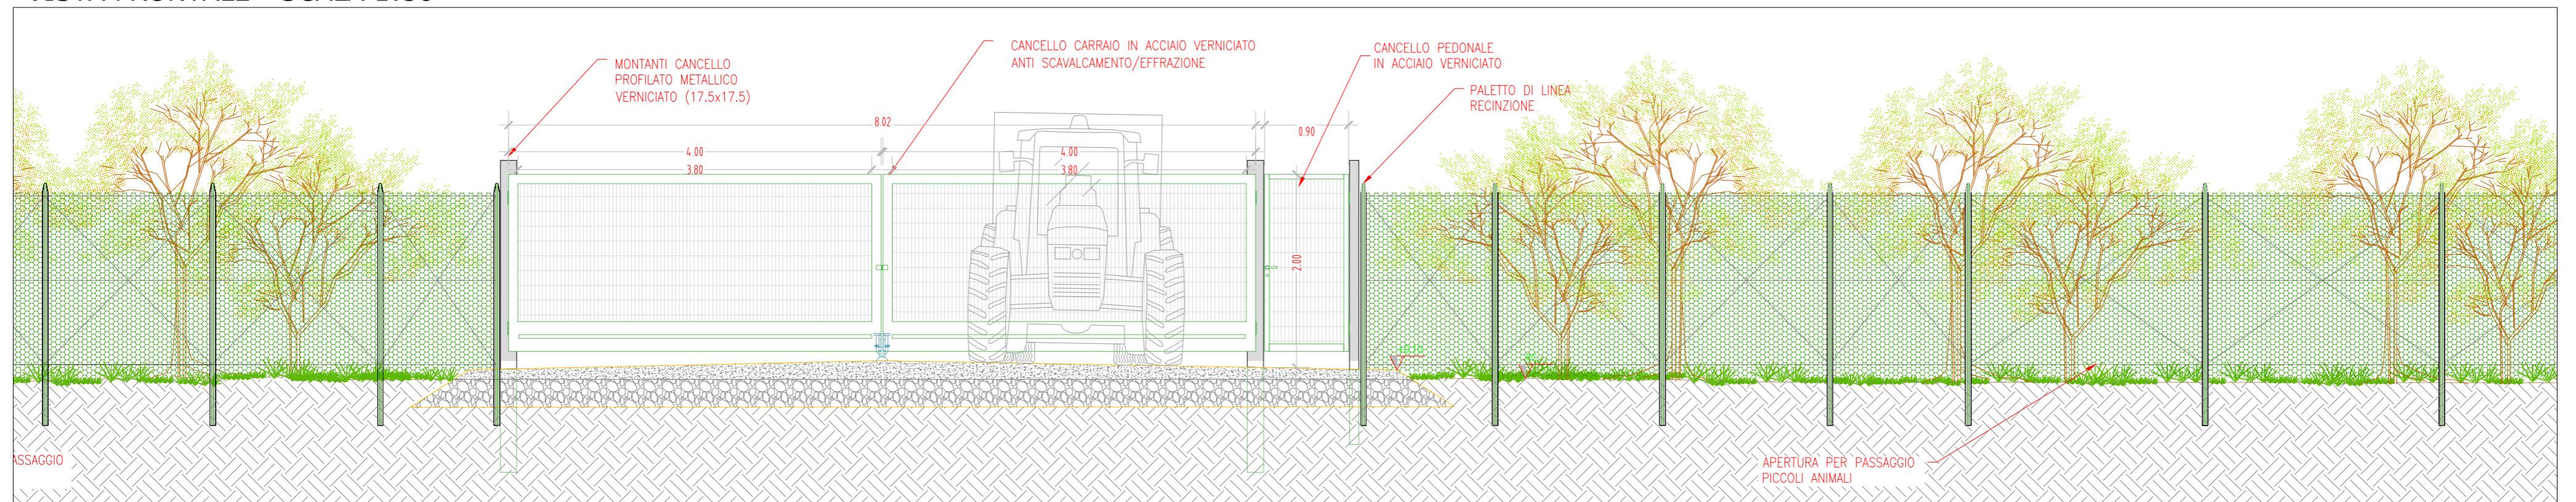 MONTANTI CANCELLO
PROFILATO METALLICO
VERNICIATO (17.5x17.5)
CANCELLO CARRAIO IN ACCIAIO VERNICIATO
ANTI SCAVALCAMENTO/EFFRAZIONE
CANCELLO PEDONALE
IN ACCIAIO VERNICIATO
PALETTO DI LINEA
RECINZIONE
8.02
0.90
4.00
4.00
3.80
3.80
2.00
ASSAGGIO
APERTURA PER PASSAGGIO
PICCOLI ANIMALI